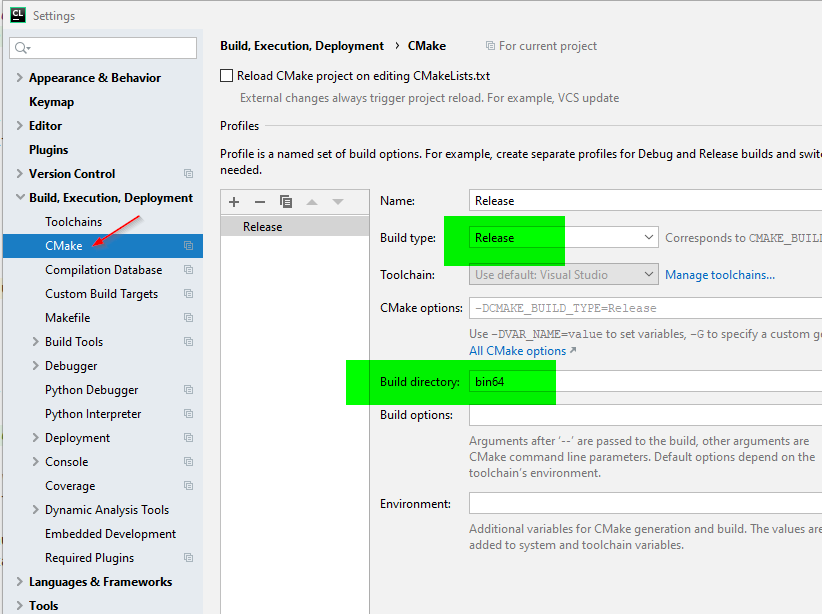 CL Settings
Build, Execution, Deployment › CMake For current project
Appearance & Behavior
Keymap
Editor
Plugins
Version Control
Build, Execution, Deployment
Toolchains
CMake
Compilation Database
Custom Build Targets
Makefile
Build Tools
Debugger
Python Debugger
Python Interpreter
Deployment
Console
Coverage
Dynamic Analysis Tools
Embedded Development
Required Plugins
Languages & Frameworks
Tools
Reload CMake project on editing CMakeLists.txt
External changes always trigger project reload. For example, VCS update
Profiles
Profile is a named set of build options. For example, create separate profiles for Debug and Release builds and
needed.
Release
Name: Release
Build type: Release Corresponds to
Toolchain: Use default: Visual Studio Manage toolchains...
CMake options: -DCMAKE_BUILD_TYPE=Release
Use -DVAR_NAME=value to set variables, -G to specify a custom
All CMake options ↗
Build directory: bin64
Build options:
Arguments after '--' are passed to the build, other arguments are
CMake command line parameters. Default options depend on the
toolchain's environment.
Environment:
Additional variables for CMake generation and build. The values are
added to system and toolchain variables.